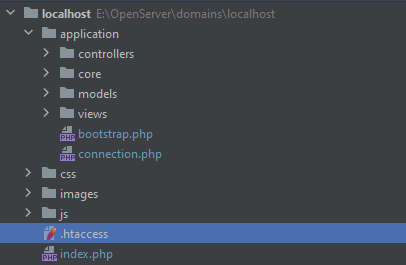 localhost E:\OpenServer\domains\localhost
application
controllers
core
models
views
bootstrap.php
connection.php
css
images
js
.htaccess
index.php